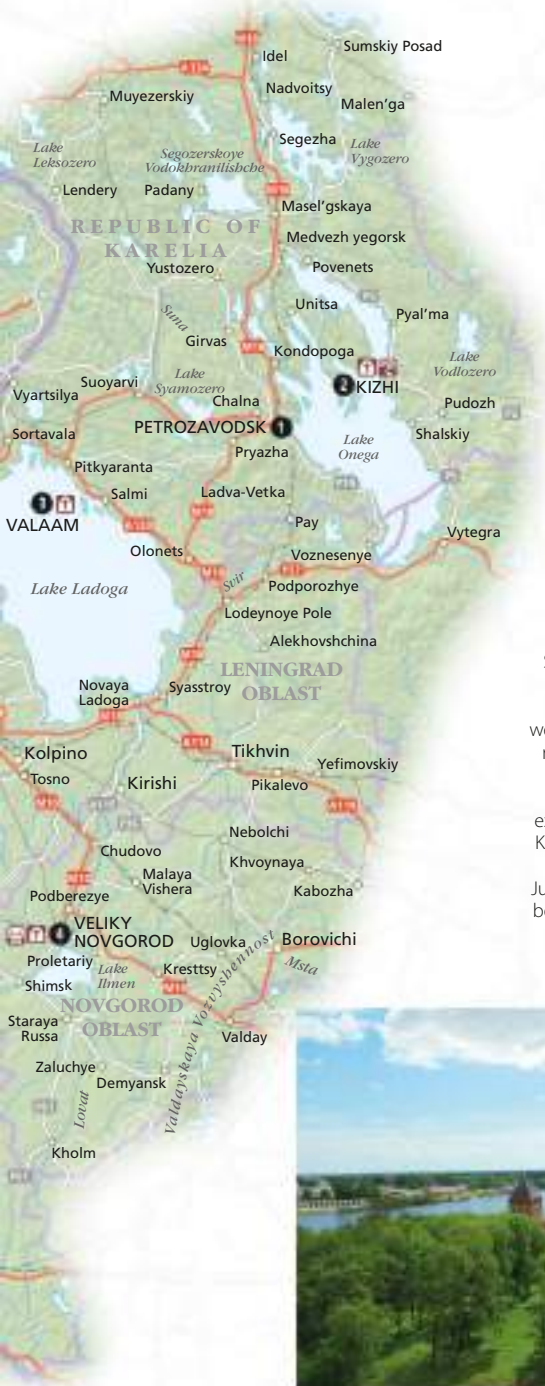 Idel
Sumskiy Posad
Muyezerskiy
Nadvoitsy
Malen'ga
Segezha
Lake
Leksozero
Segozerskoye
Lake
Vygozero
Lendery
Padany
Masel'gskaya
REPUBLIC OF
KARELIA
Medvezh yegorsk
Yustozero
Povenets
Suna
Unitsa
Pyal'ma
Girvas
Kondopoga
Lake
Vodlozero
Lake
Syamozero
2
KIZHI
Vyartsilya
Suoyarvi
Chalna
Pudozh
PETROZAVODSK
1
Sortavala
Lake
Onega
Shalskiy
Pryazha
Pitkyaranta
3
VALAAM
Salmi
Ladva-Vetka
Pay
Vytegra
Olonets
Voznesenye
Lake Ladoga
Svir
Podporozhye
Lodeynoye Pole
Alekhovshchina
LENINGRAD
OBLAST
Novaya
Ladoga
Syasstroy
Kolpino
Tikhvin
Yefimovskiy
Tosno
Kirishi
Pikalevo
Nebolchi
Chudovo
Khvoynaya
Malaya
Vishera
Kabozha
Podberezye
4
VELIKY
NOVGOROD
Uglovka
Borovichi
Proletariy
Lake
Ilmen
Kresttsy
Msta
Shimsk
NOVGOROD
OBLAST
Staraya
Russa
Valday
Zaluchye
Demyansk
Lovat
Kholm